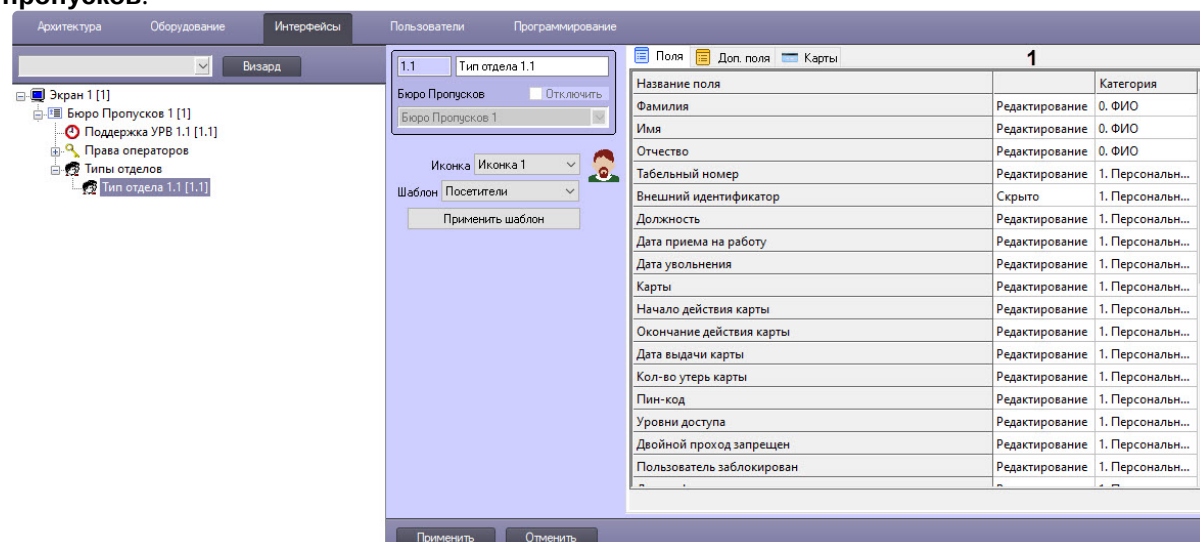 пропусков.
Архитектура Оборудование Интерфейсы Пользователи Программирование
Визард
Экран 1 [1]
Бюро Пропусков 1 [1]
Поддержка УРВ 1.1 [1.1]
Права операторов
Типы отделов
Тип отдела 1.1 [1.1]
1.1 Тип отдела 1.1
Бюро Пропусков Отключить
Бюро Пропусков 1
Иконка Иконка 1
Шаблон Посетители
Применить шаблон
Поля Доп. поля Карты 1
Название поля Категория
Фамилия Редактирование 0. ФИО
Имя Редактирование 0. ФИО
Отчество Редактирование 0. ФИО
Табельный номер Редактирование 1. Персональн...
Внешний идентификатор Скрыто 1. Персональн...
Должность Редактирование 1. Персональн...
Дата приема на работу Редактирование 1. Персональн...
Дата увольнения Редактирование 1. Персональн...
Карты Редактирование 1. Персональн...
Начало действия карты Редактирование 1. Персональн...
Окончание действия карты Редактирование 1. Персональн...
Дата выдачи карты Редактирование 1. Персональн...
Кол-во утерь карты Редактирование 1. Персональн...
Пин-код Редактирование 1. Персональн...
Уровни доступа Редактирование 1. Персональн...
Двойной проход запрещен Редактирование 1. Персональн...
Пользователь заблокирован Редактирование 1. Персональн...
Применить Отменить